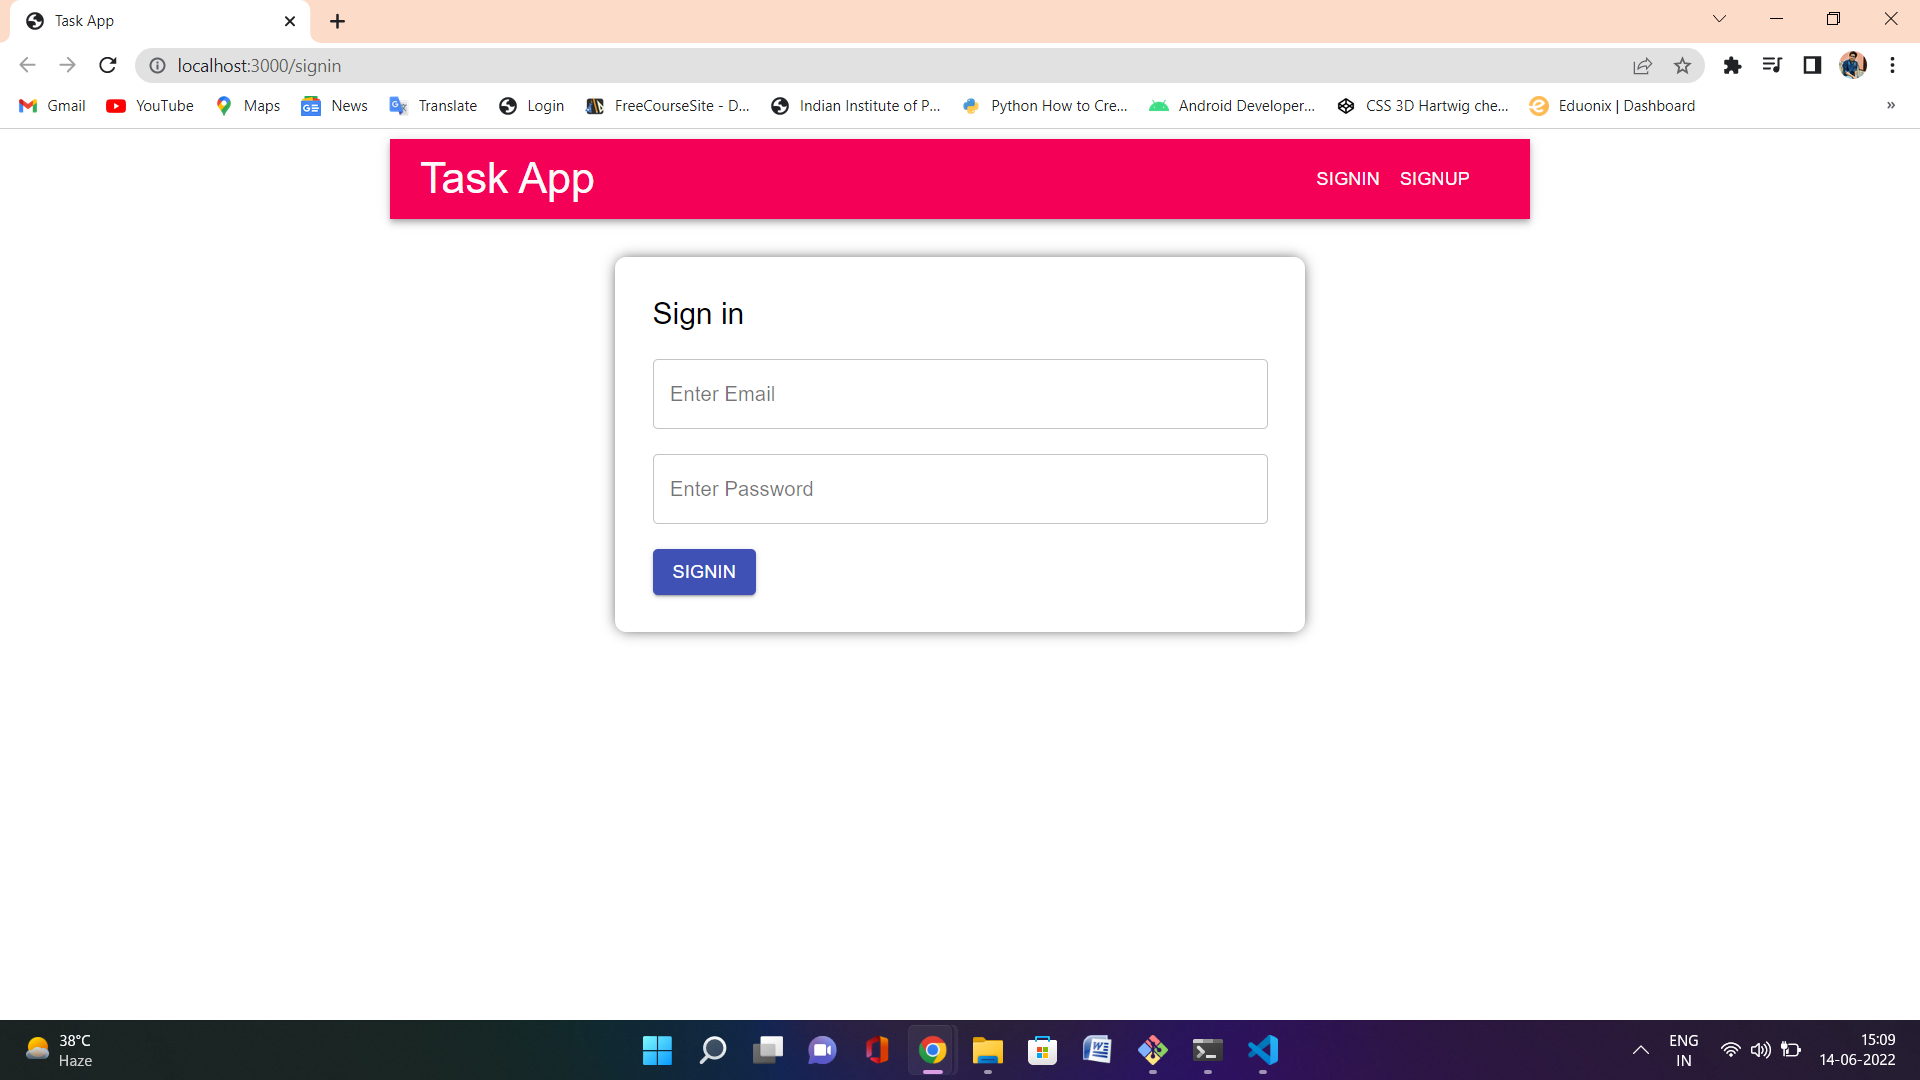 Task App
localhost:3000/signin
Gmail YouTube Maps News Translate Login FreeCourseSite - D... Indian Institute of P... Python How to Cre... Android Developer... CSS 3D Hartwig che... Eduonix | Dashboard »
Task App SIGNIN SIGNUP
Sign in
Enter Email
Enter Password
SIGNIN
38°C
Haze
ENG
IN
15:09
14-06-2022